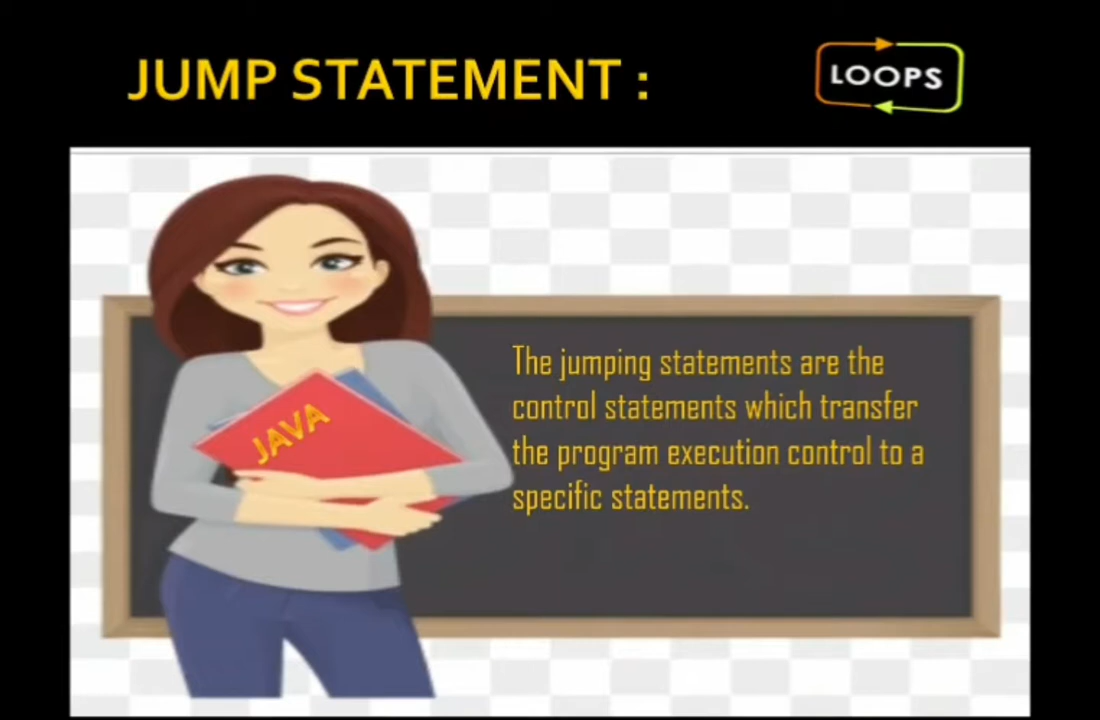 JUMP STATEMENT :
LOOPS
JAVA
The jumping statements are the
control statements which transfer
the program execution control to a
specific statements.